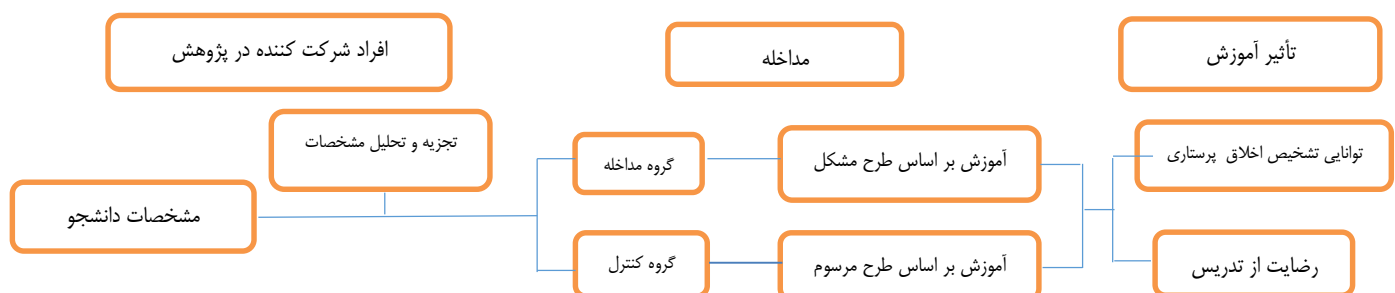 افراد شرکت کننده در پژوهش
مداخله
تأثیر آموزش
تجزیه و تحلیل مشخصات
مشخصات دانشجو
گروه مداخله
آموزش بر اساس طرح مشکل
توانایی تشخیص اخلاق پرستاری
گروه کنترل
آموزش بر اساس طرح مرسوم
رضایت از تدریس